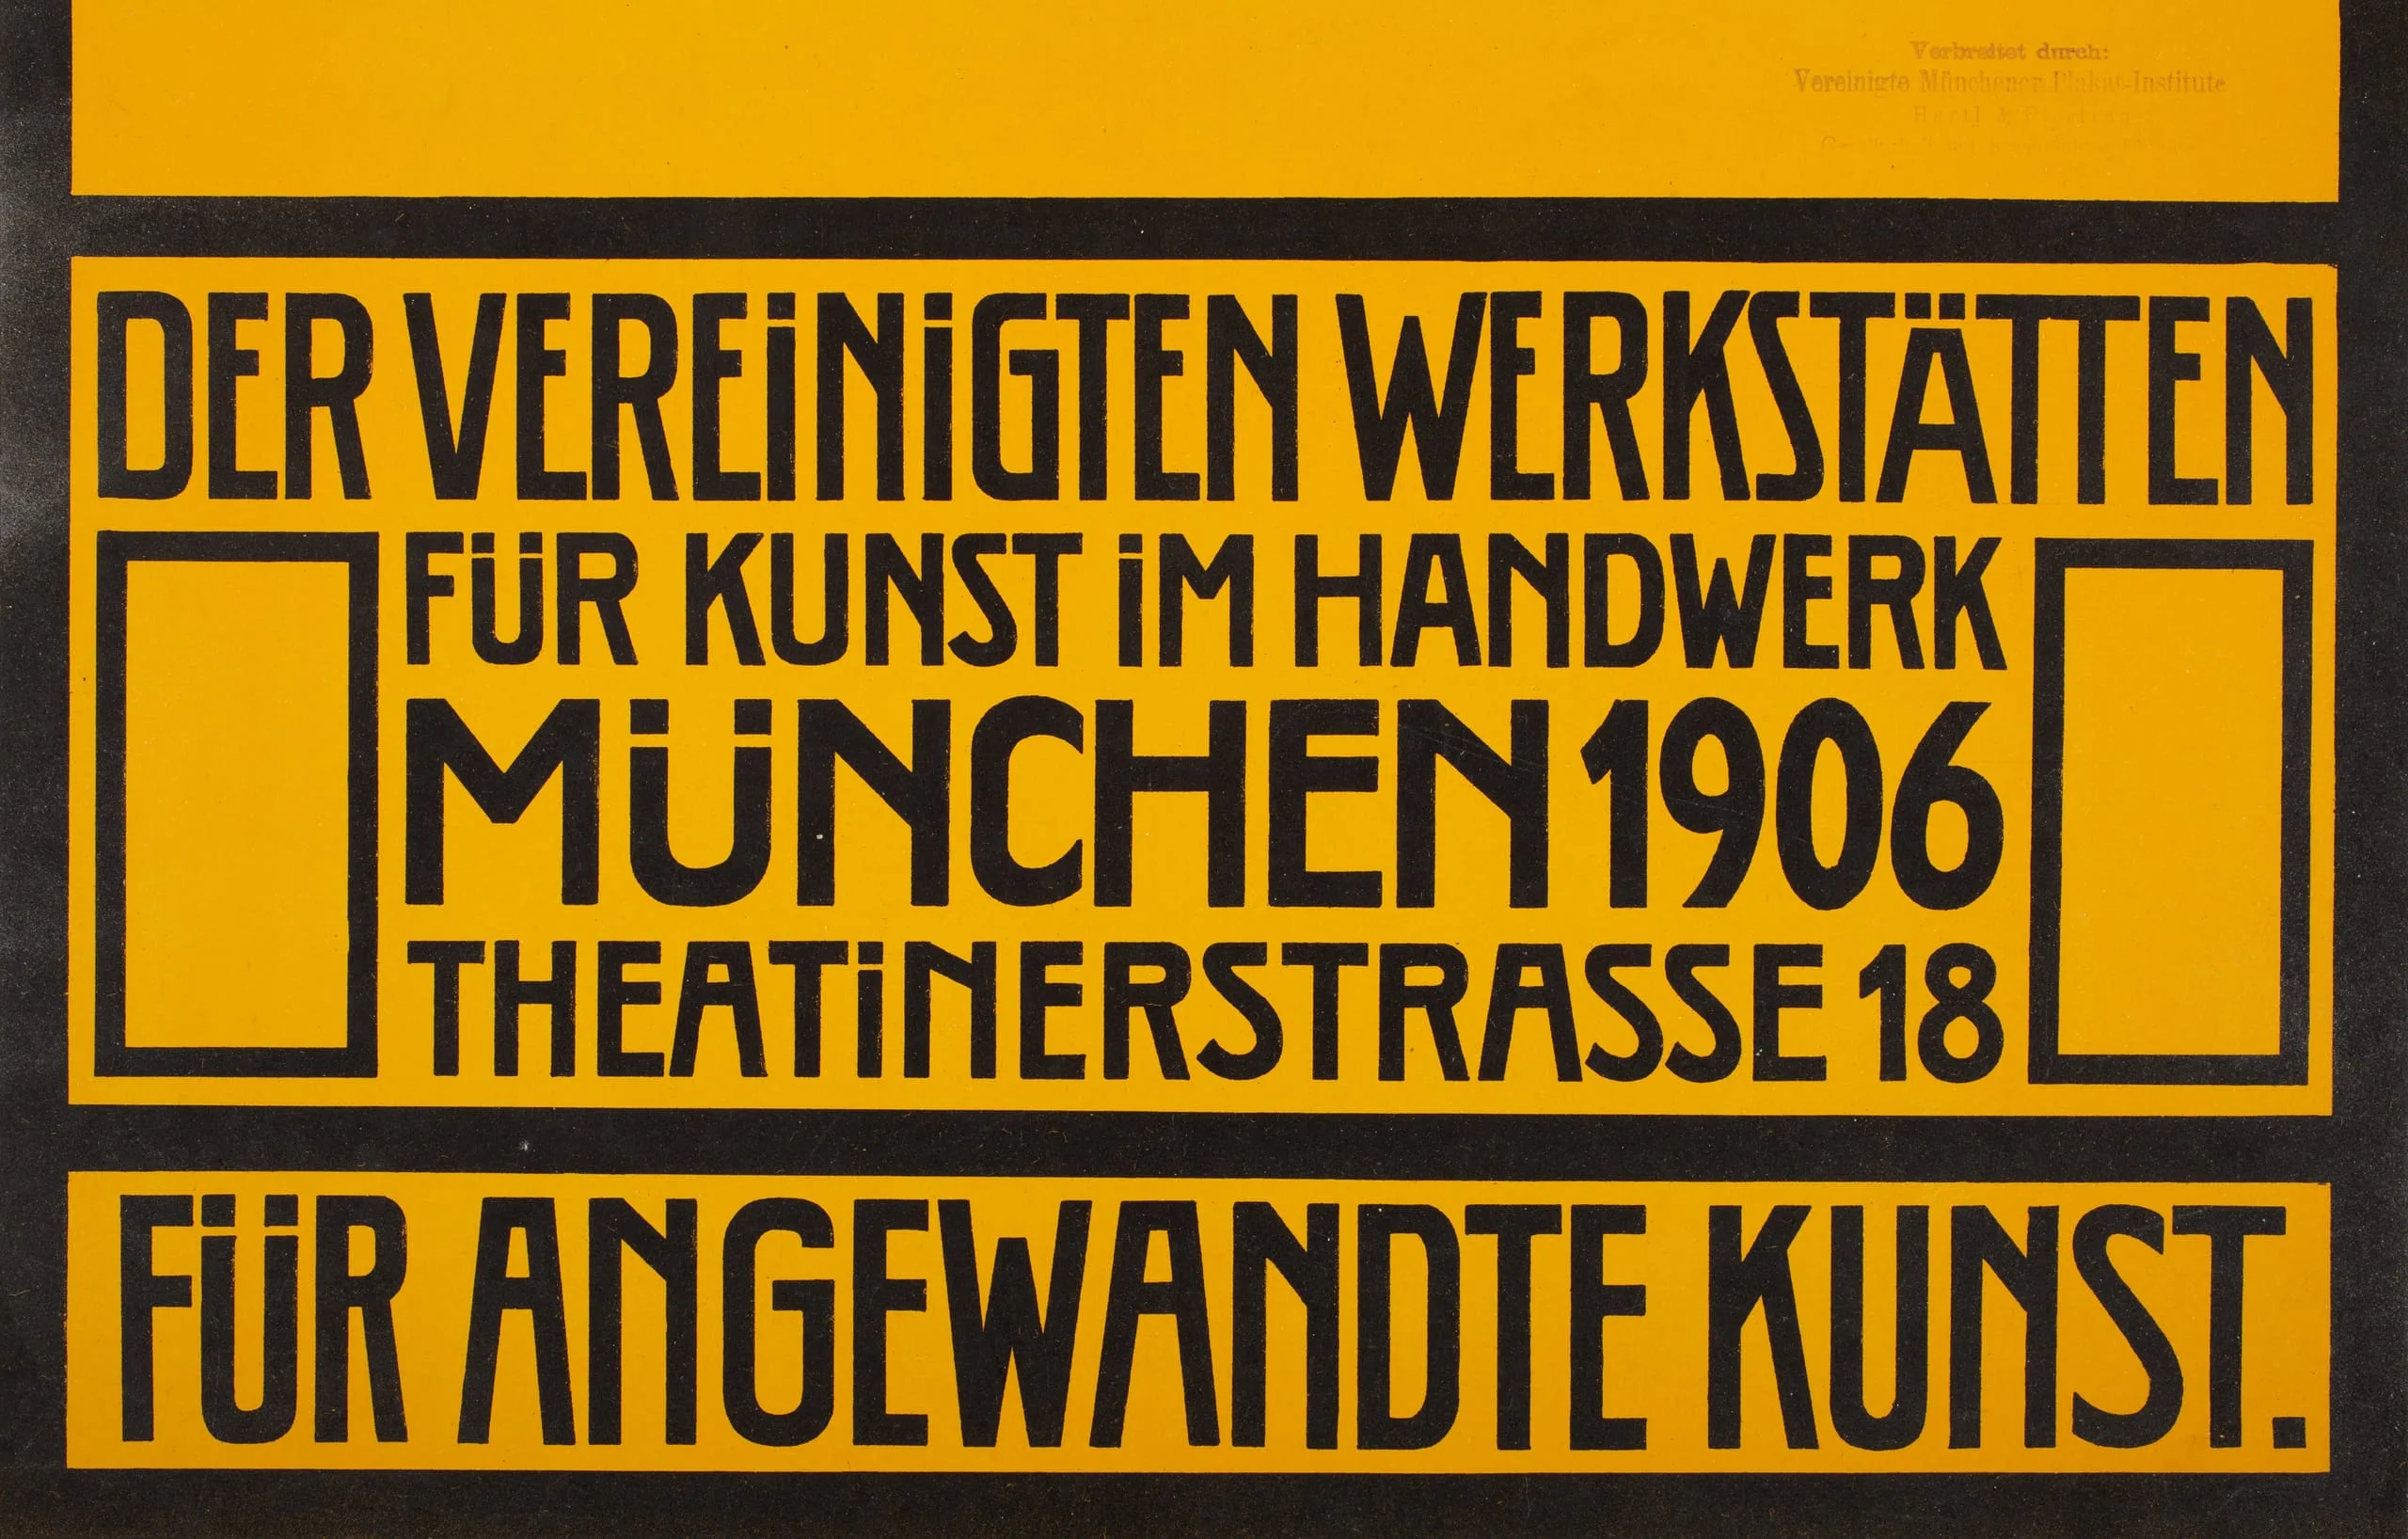 Verbreitet durch:
Vereinigte Münchener Plakat-Institute
DER VEREiNiGTEN WERKSTÄTTEN
FÜR KUNST iM HANDWERK
MÜNCHEN 1906
THEATiNERSTRASSE 18
FÜR ANGEWANDTE KUNST.